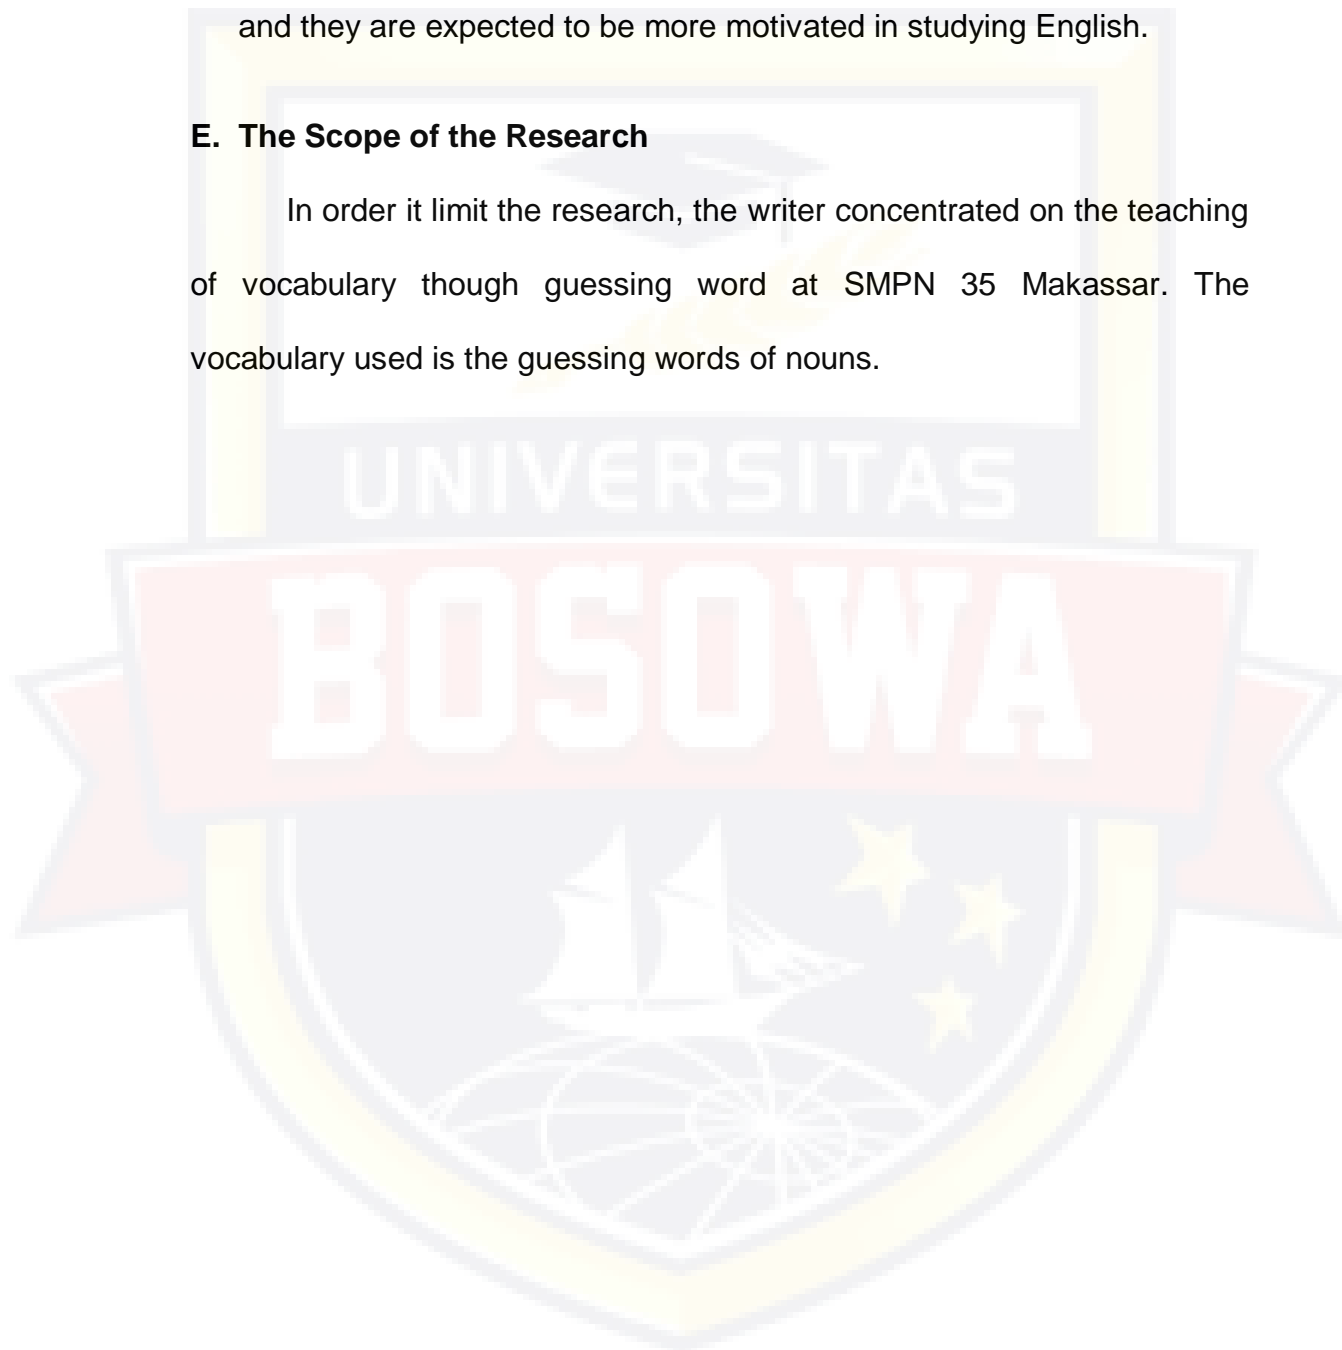 and they are expected to be more motivated in studying English.
E. The Scope of the Research
In order it limit the research, the writer concentrated on the teaching
of vocabulary though guessing word at SMPN 35 Makassar. The
vocabulary used is the guessing words of nouns.
UNIVERSITAS
BOSOWA